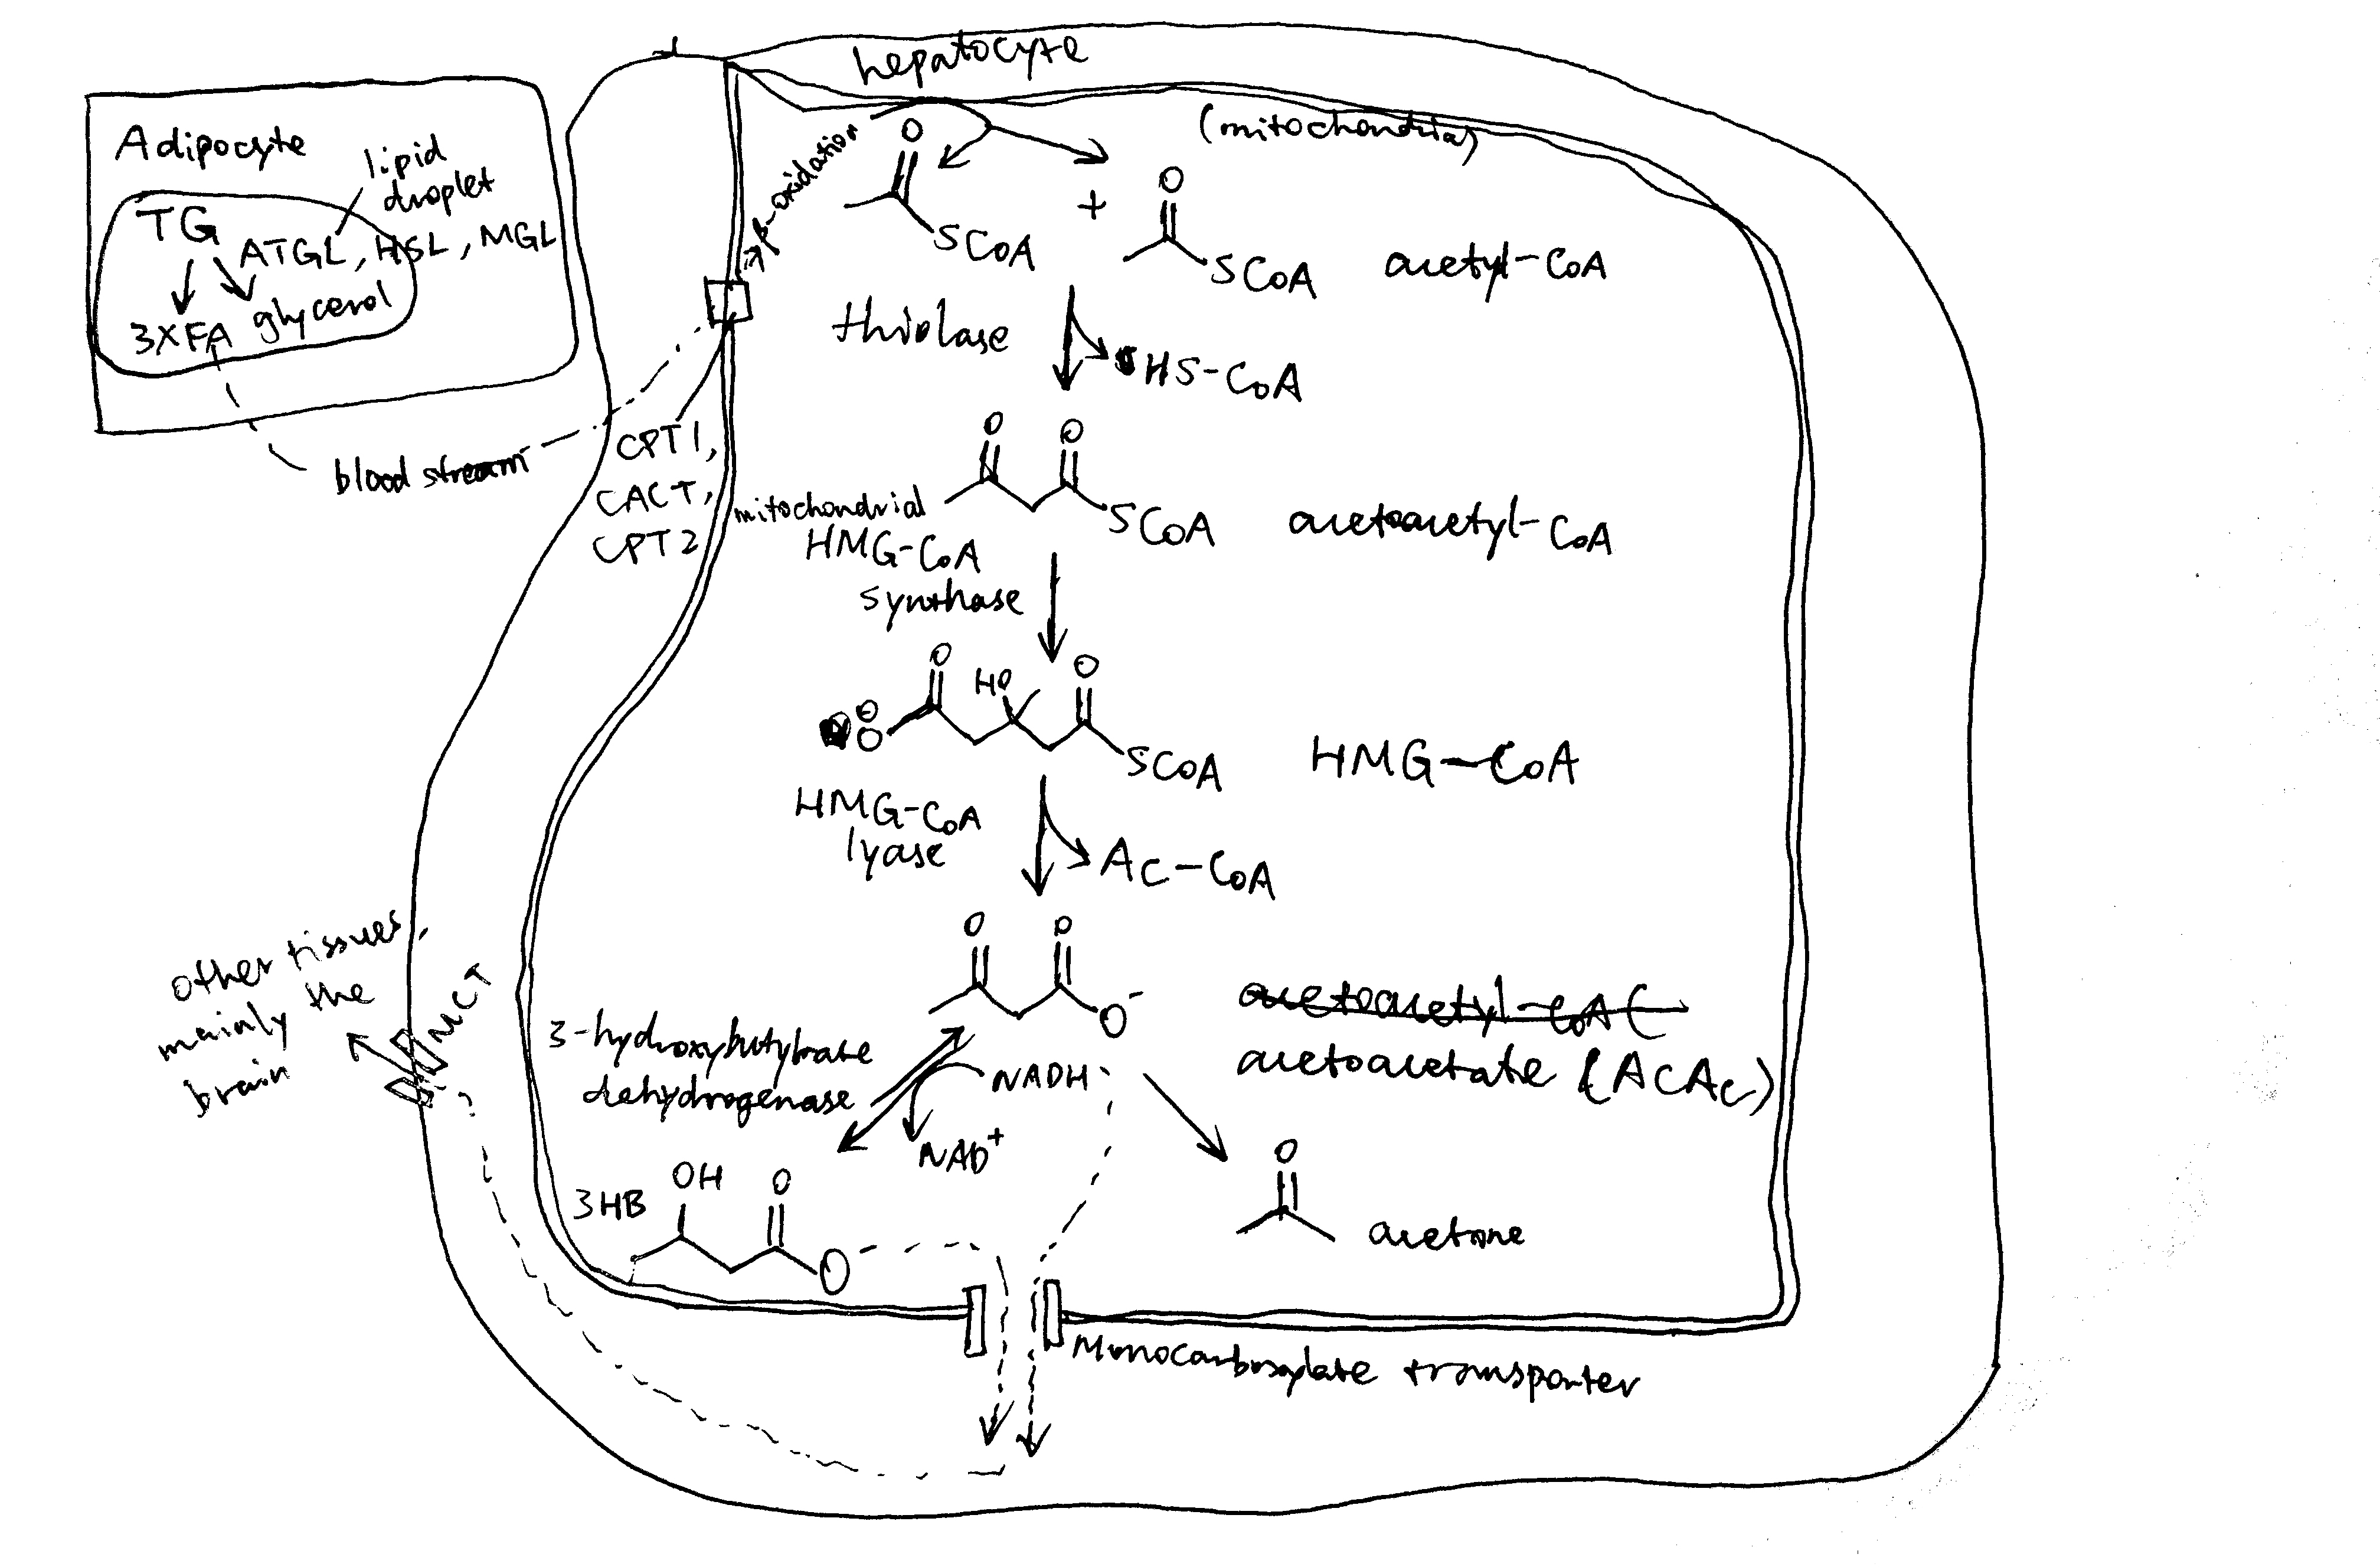 hepatocyte
(mitochondria)
Adipocyte
lipid
droplet
TG
ATGL, HSL, MGL
3XFA
glycerol
blood stream
CPT1,
CACT,
CPT2
β-oxidation
O
SCoA
+
O
SCoA
acetyl-CoA
thiolase
HS-CoA
O O
SCoA
acetoacetyl-CoA
mitochondrial
HMG-CoA
synthase
O HO O
⊖
O
SCoA
HMG-CoA
HMG-CoA
lyase
Ac-CoA
O O
O⁻
acetoacetyl-CoA (
acetoacetate (AcAc)
3-hydroxybutyrate
dehydrogenase
NADH
NAD⁺
3HB
OH O
O
O
acetone
Monocarboxylate transporter
MCT
other tissues,
mainly the
brain